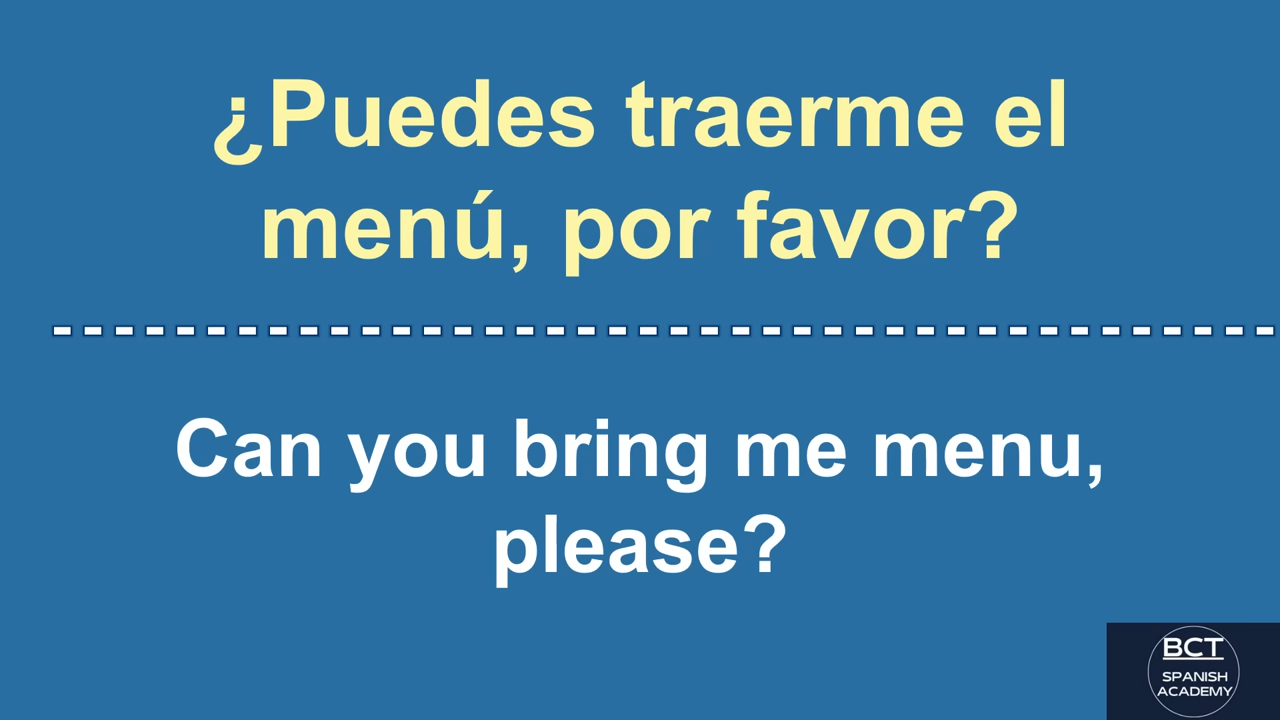 ¿Puedes traerme el
menú, por favor?
Can you bring me menu,
please?
BCT
SPANISH
ACADEMY